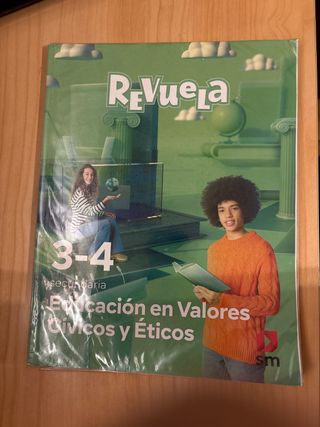 REVUELA
3-4
secundaria
Educación en Valores
Cívicos y Éticos
sm